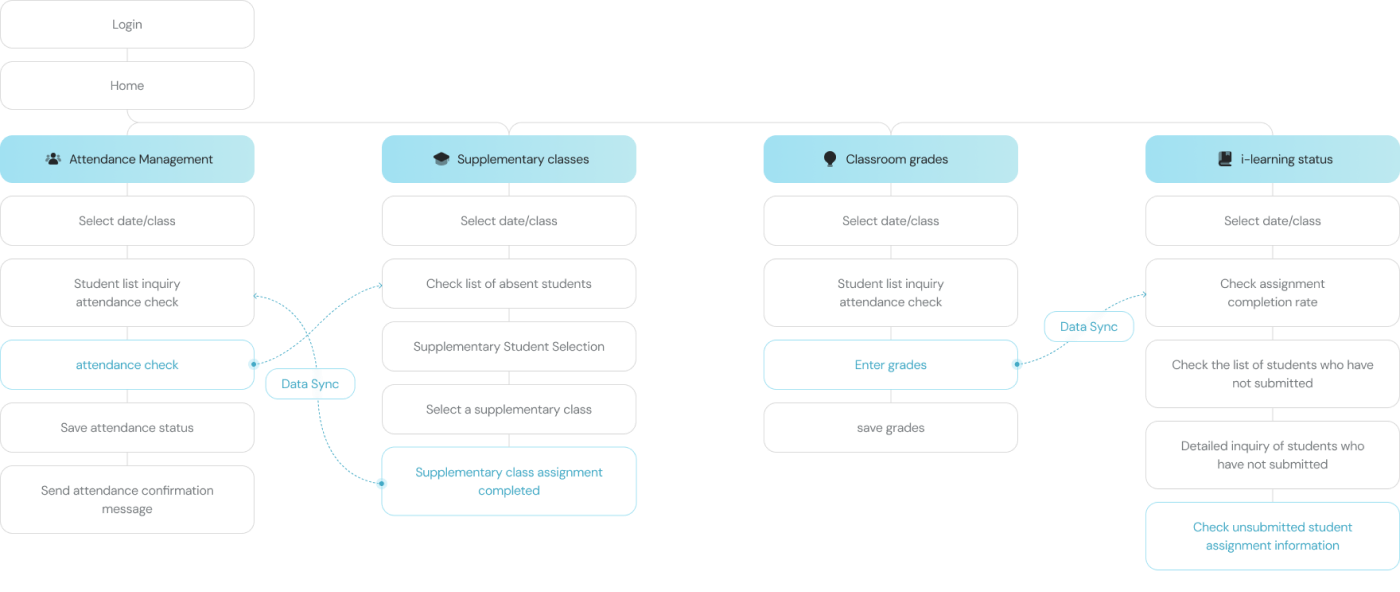 Login
Home
Attendance Management
Select date/class
Student list inquiry
attendance check
attendance check
Save attendance status
Send attendance confirmation
message
Data Sync
Supplementary classes
Select date/class
Check list of absent students
Supplementary Student Selection
Select a supplementary class
Supplementary class assignment
completed
Classroom grades
Select date/class
Student list inquiry
attendance check
Enter grades
save grades
Data Sync
i-learning status
Select date/class
Check assignment
completion rate
Check the list of students who have
not submitted
Detailed inquiry of students who
have not submitted
Check unsubmitted student
assignment information